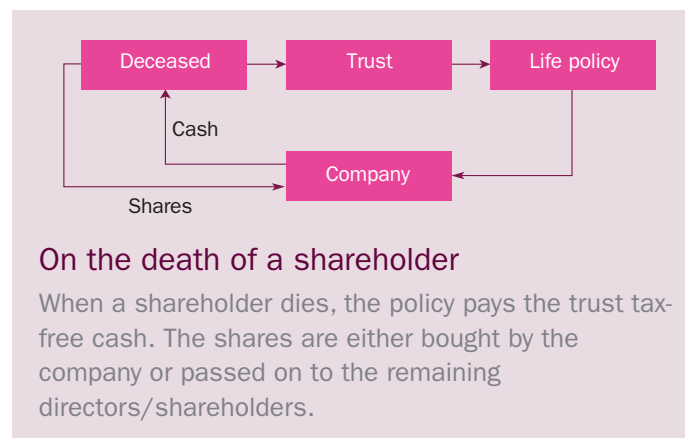 Deceased
Trust
Life policy
Cash
Company
Shares
On the death of a shareholder
When a shareholder dies, the policy pays the trust tax-
free cash. The shares are either bought by the
company or passed on to the remaining
directors/shareholders.